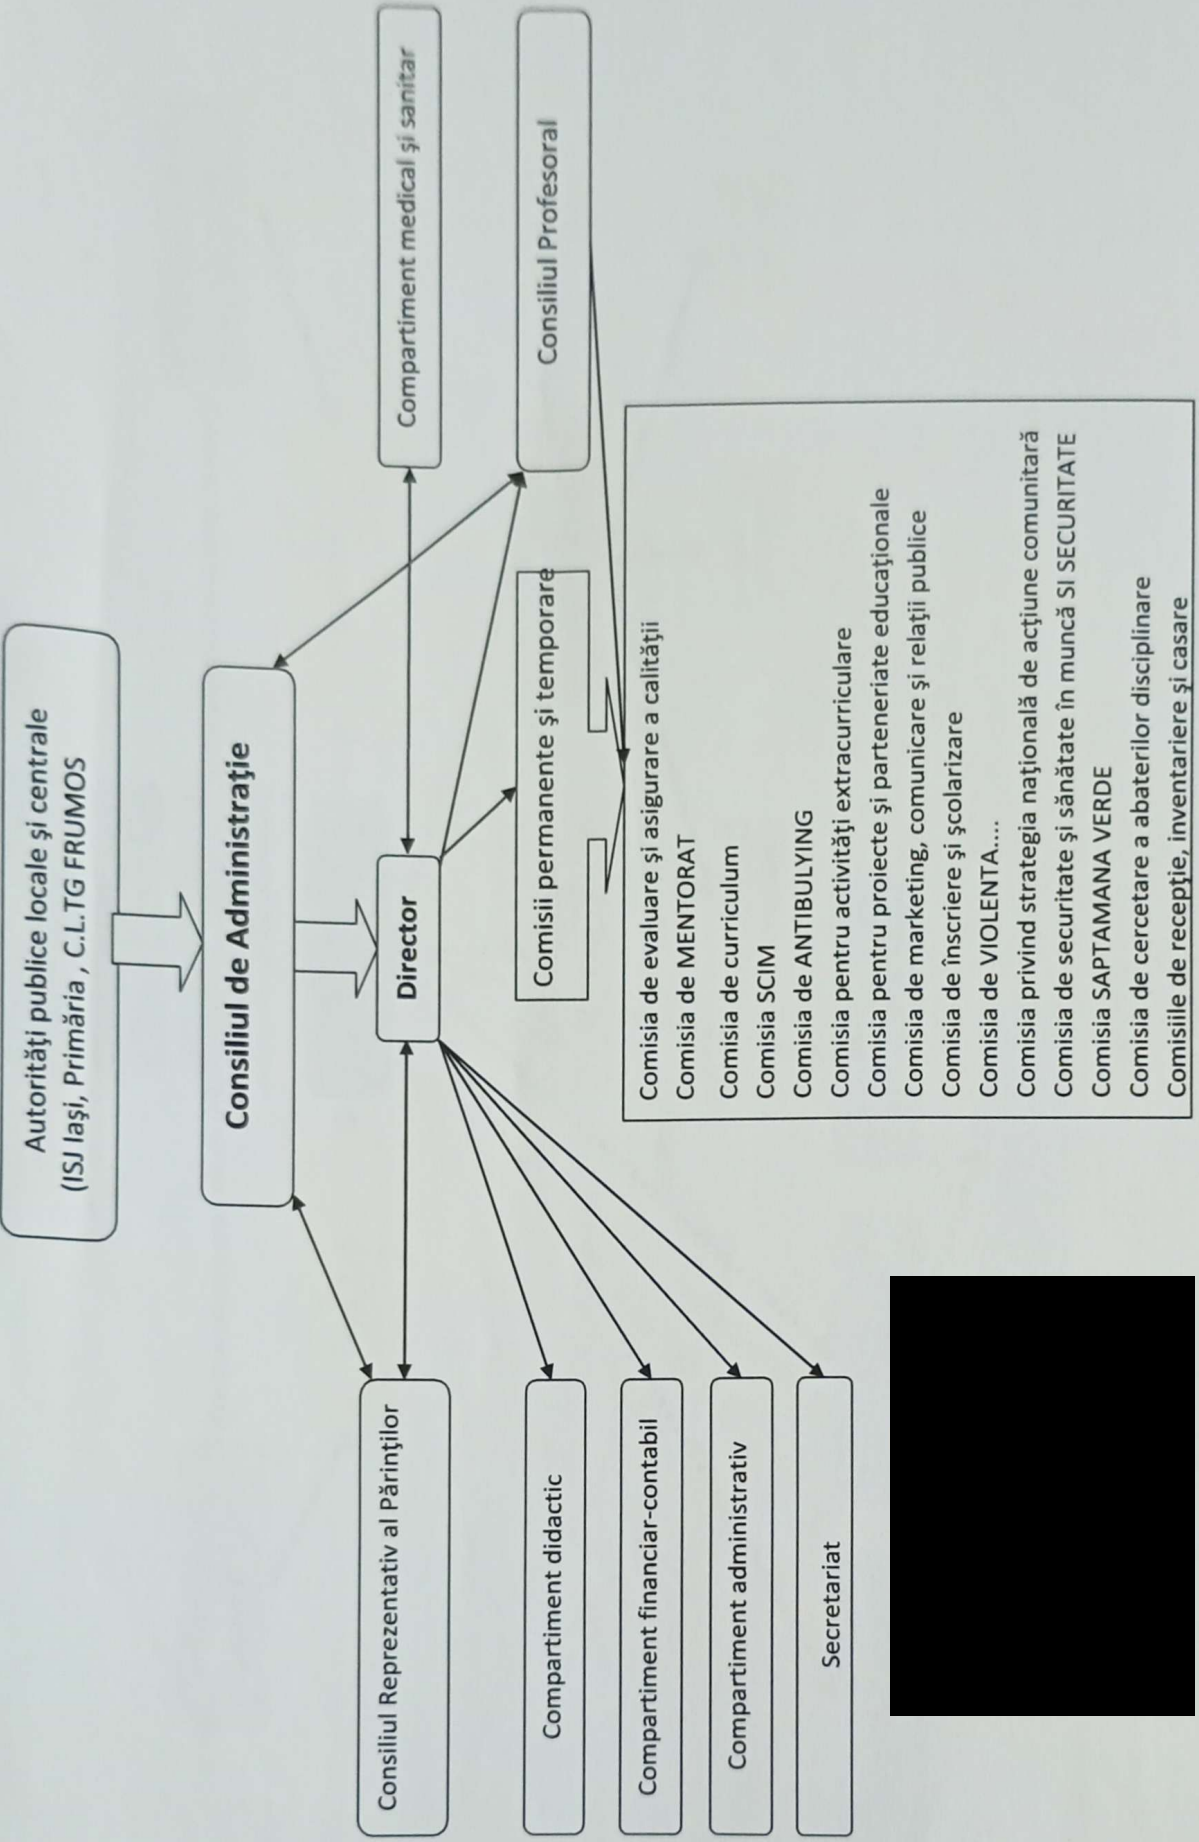 Autorităţi publice locale şi centrale
(ISJ Iaşi, Primăria , C.L.TG FRUMOS
Consiliul de Administraţie
Consiliul Reprezentativ al Părinţilor
Director
Compartiment medical şi sanitar
Compartiment didactic
Comisii permanente şi temporare
Consiliul Profesoral
Compartiment financiar-contabil
Compartiment administrativ
Secretariat
Comisia de evaluare şi asigurare a calităţii
Comisia de MENTORAT
Comisia de curriculum
Comisia SCIM
Comisia de ANTIBULYING
Comisia pentru activităţi extracurriculare
Comisia pentru proiecte şi parteneriate educaţionale
Comisia de marketing, comunicare şi relaţii publice
Comisia de înscriere şi şcolarizare
Comisia de VIOLENTA....
Comisia privind strategia naţională de acţiune comunitară
Comisia de securitate şi sănătate în muncă SI SECURITATE
Comisia SAPTAMANA VERDE
Comisia de cercetare a abaterilor disciplinare
Comisiile de recepţie, inventariere şi casare